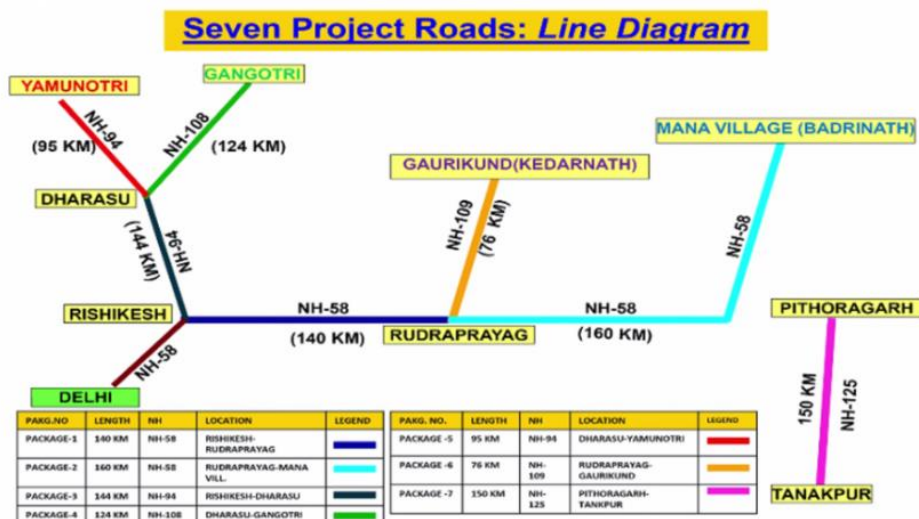 Seven Project Roads: Line Diagram
YAMUNOTRI
GANGOTRI
NH-94
(95 KM)
NH-108
(124 KM)
MANA VILLAGE (BADRINATH)
GAURIKUND(KEDARNATH)
DHARASU
NH-94
(144 KM)
NH-109
(76 KM)
NH-58
RISHIKESH
NH-58
(140 KM)
RUDRAPRAYAG
NH-58
(160 KM)
PITHORAGARH
NH-58
DELHI
150 KM
NH-125
TANAKPUR
PAKG.NO LENGTH NH LOCATION LEGEND
PACKAGE-1 140 KM NH-58 RISHIKESH-
RUDRAPRAYAG
PACKAGE-2 160 KM NH-58 RUDRAPRAYAG-MANA
VILL.
PACKAGE-3 144 KM NH-94 RISHIKESH-DHARASU
PACKAGE-4 124 KM NH-108 DHARASU-GANGOTRI
PAKG. NO. LENGTH NH LOCATION LEGEND
PACKAGE -5 95 KM NH-94 DHARASU-YAMUNOTRI
PACKAGE -6 76 KM NH-
109 RUDRAPRAYAG-
GAURIKUND
PACKAGE -7 150 KM NH-
125 PITHORAGARH-
TANKPUR